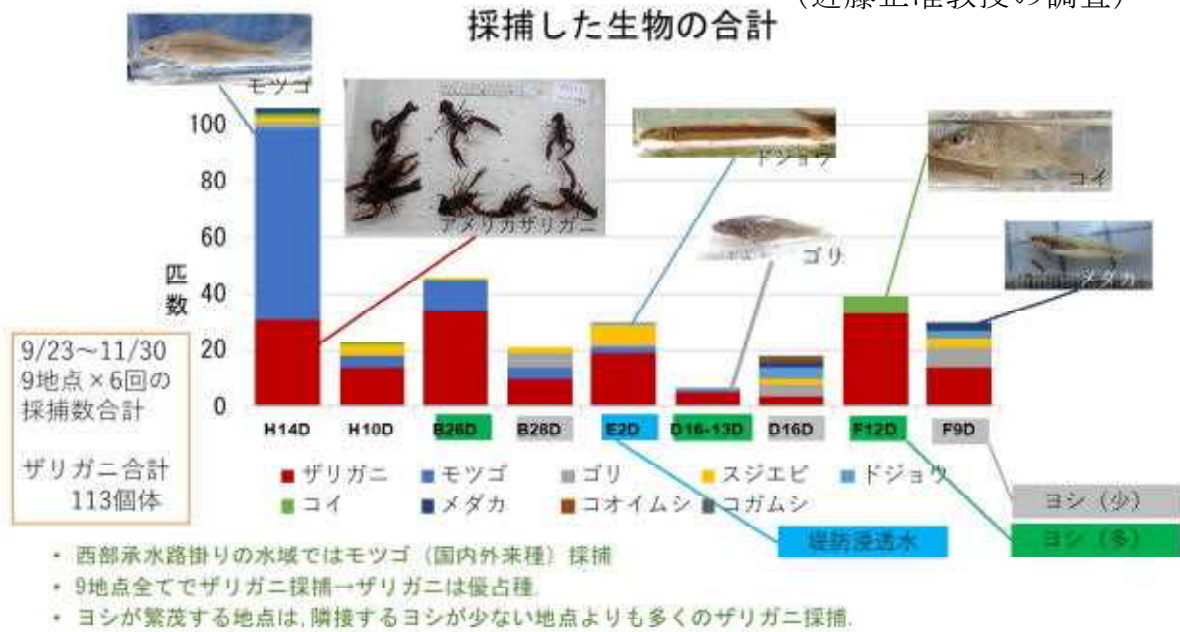 (近藤正准教授の調査)
採捕した生物の合計
モツゴ
アメリカザリガニ
ドジョウ
ゴリ
コイ
メダカ
匹数
100
80
60
40
20
0
9/23~11/30
9地点×6回の
採捕数合計
ザリガニ合計
113個体
H14D H10D B26D B28D E2D D16-13D D16D F12D F9D
ザリガニ モツゴ ゴリ スジエビ ドジョウ
コイ メダカ コオイムシ コガムシ
ヨシ(少)
堤防浸透水 ヨシ(多)
・ 西部承水路掛りの水域ではモツゴ(国内外来種)採捕
・ 9地点全てでザリガニ採捕→ザリガニは優占種.
・ ヨシが繁茂する地点は,隣接するヨシが少ない地点よりも多くのザリガニ採捕.